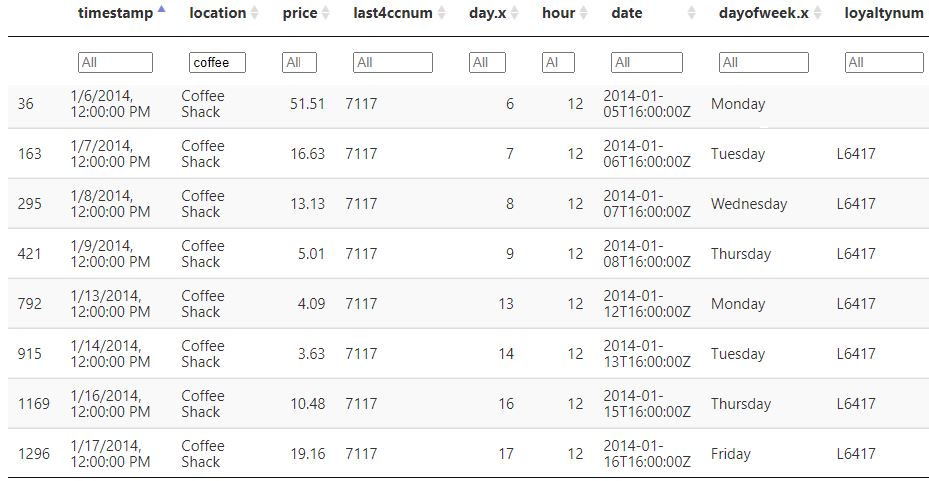 timestamp location price last4ccnum day.x hour date dayofweek.x loyaltynum
All coffee All All All Al All All All
36 1/6/2014, 12:00:00 PM Coffee Shack 51.51 7117 6 12 2014-01-05T16:00:00Z Monday
163 1/7/2014, 12:00:00 PM Coffee Shack 16.63 7117 7 12 2014-01-06T16:00:00Z Tuesday L6417
295 1/8/2014, 12:00:00 PM Coffee Shack 13.13 7117 8 12 2014-01-07T16:00:00Z Wednesday L6417
421 1/9/2014, 12:00:00 PM Coffee Shack 5.01 7117 9 12 2014-01-08T16:00:00Z Thursday L6417
792 1/13/2014, 12:00:00 PM Coffee Shack 4.09 7117 13 12 2014-01-12T16:00:00Z Monday L6417
915 1/14/2014, 12:00:00 PM Coffee Shack 3.63 7117 14 12 2014-01-13T16:00:00Z Tuesday L6417
1169 1/16/2014, 12:00:00 PM Coffee Shack 10.48 7117 16 12 2014-01-15T16:00:00Z Thursday L6417
1296 1/17/2014, 12:00:00 PM Coffee Shack 19.16 7117 17 12 2014-01-16T16:00:00Z Friday L6417